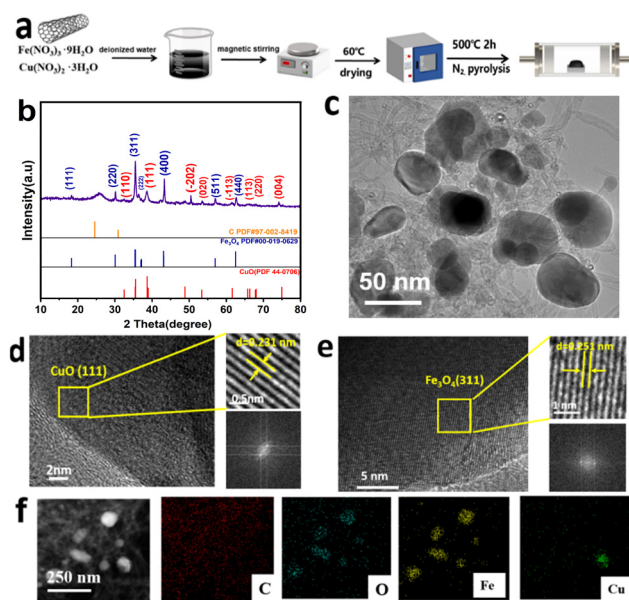 a
Fe(NO₃)₃ ·9H₂O
Cu(NO₃)₂ ·3H₂O
deionized water
magnetic stirring
60℃
drying
500℃ 2h
N₂ pyrolysis
b
Intensity(a.u)
(111)
(220)
(110)
(311)
(222)
(111)
(400)
(-202)
(020)
(511)
(-113)
(440)
(113)
(220)
(004)
C PDF#97-002-8419
Fe₃O₄ PDF#00-019-0629
CuO(PDF 44-0706)
10 20 30 40 50 60 70 80
2 Theta(degree)
c
50 nm
d
CuO (111)
2nm
d=0.231 nm
0.5nm
e
Fe₃O₄(311)
5 nm
d=0.251 nm
1 nm
f
250 nm
C
O
Fe
Cu